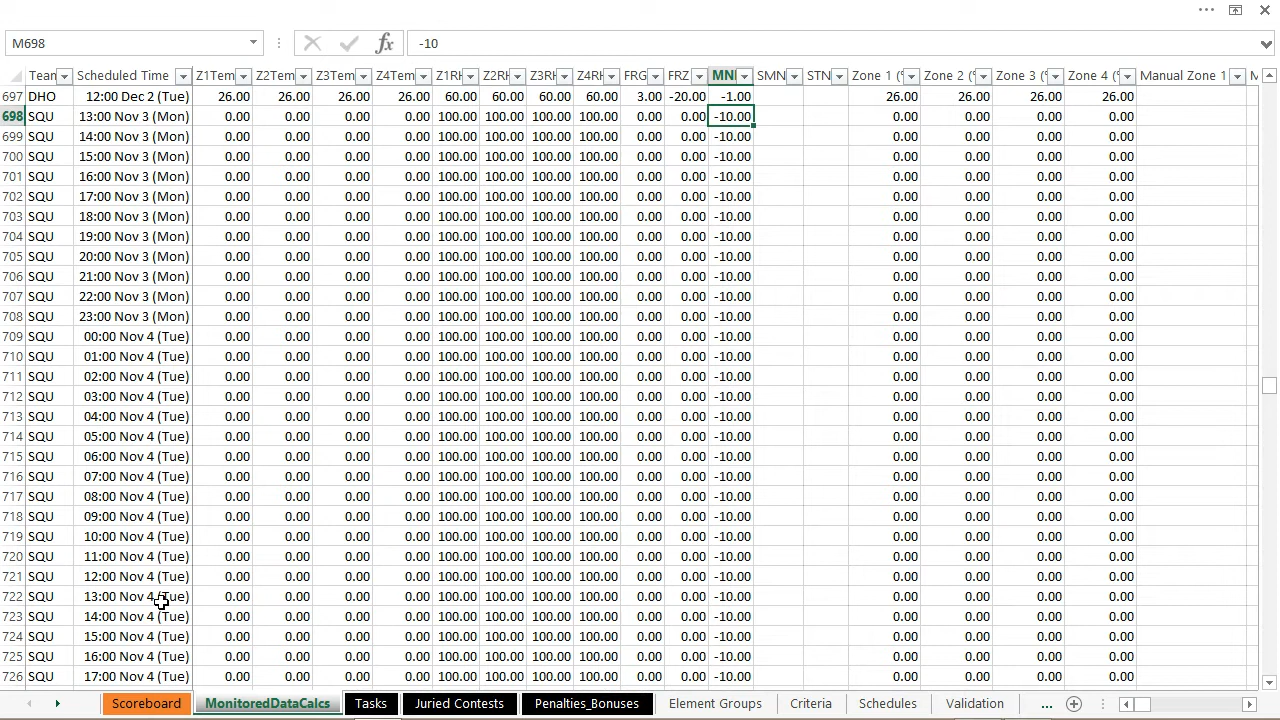 M698 -10
Tean Scheduled Time Z1Tem Z2Tem Z3Tem Z4Tem Z1RH Z2RH Z3RH Z4RH FRG FRZ MNI SMN STN Zone 1 (° Zone 2 (° Zone 3 (° Zone 4 (° Manual Zone 1
697 DHO 12:00 Dec 2 (Tue) 26.00 26.00 26.00 26.00 60.00 60.00 60.00 60.00 3.00 -20.00 -1.00 26.00 26.00 26.00 26.00
698 SQU 13:00 Nov 3 (Mon) 0.00 0.00 0.00 0.00 100.00 100.00 100.00 100.00 0.00 0.00 -10.00 0.00 0.00 0.00 0.00
699 SQU 14:00 Nov 3 (Mon) 0.00 0.00 0.00 0.00 100.00 100.00 100.00 100.00 0.00 0.00 -10.00 0.00 0.00 0.00 0.00
700 SQU 15:00 Nov 3 (Mon) 0.00 0.00 0.00 0.00 100.00 100.00 100.00 100.00 0.00 0.00 -10.00 0.00 0.00 0.00 0.00
701 SQU 16:00 Nov 3 (Mon) 0.00 0.00 0.00 0.00 100.00 100.00 100.00 100.00 0.00 0.00 -10.00 0.00 0.00 0.00 0.00
702 SQU 17:00 Nov 3 (Mon) 0.00 0.00 0.00 0.00 100.00 100.00 100.00 100.00 0.00 0.00 -10.00 0.00 0.00 0.00 0.00
703 SQU 18:00 Nov 3 (Mon) 0.00 0.00 0.00 0.00 100.00 100.00 100.00 100.00 0.00 0.00 -10.00 0.00 0.00 0.00 0.00
704 SQU 19:00 Nov 3 (Mon) 0.00 0.00 0.00 0.00 100.00 100.00 100.00 100.00 0.00 0.00 -10.00 0.00 0.00 0.00 0.00
705 SQU 20:00 Nov 3 (Mon) 0.00 0.00 0.00 0.00 100.00 100.00 100.00 100.00 0.00 0.00 -10.00 0.00 0.00 0.00 0.00
706 SQU 21:00 Nov 3 (Mon) 0.00 0.00 0.00 0.00 100.00 100.00 100.00 100.00 0.00 0.00 -10.00 0.00 0.00 0.00 0.00
707 SQU 22:00 Nov 3 (Mon) 0.00 0.00 0.00 0.00 100.00 100.00 100.00 100.00 0.00 0.00 -10.00 0.00 0.00 0.00 0.00
708 SQU 23:00 Nov 3 (Mon) 0.00 0.00 0.00 0.00 100.00 100.00 100.00 100.00 0.00 0.00 -10.00 0.00 0.00 0.00 0.00
709 SQU 00:00 Nov 4 (Tue) 0.00 0.00 0.00 0.00 100.00 100.00 100.00 100.00 0.00 0.00 -10.00 0.00 0.00 0.00 0.00
710 SQU 01:00 Nov 4 (Tue) 0.00 0.00 0.00 0.00 100.00 100.00 100.00 100.00 0.00 0.00 -10.00 0.00 0.00 0.00 0.00
711 SQU 02:00 Nov 4 (Tue) 0.00 0.00 0.00 0.00 100.00 100.00 100.00 100.00 0.00 0.00 -10.00 0.00 0.00 0.00 0.00
712 SQU 03:00 Nov 4 (Tue) 0.00 0.00 0.00 0.00 100.00 100.00 100.00 100.00 0.00 0.00 -10.00 0.00 0.00 0.00 0.00
713 SQU 04:00 Nov 4 (Tue) 0.00 0.00 0.00 0.00 100.00 100.00 100.00 100.00 0.00 0.00 -10.00 0.00 0.00 0.00 0.00
714 SQU 05:00 Nov 4 (Tue) 0.00 0.00 0.00 0.00 100.00 100.00 100.00 100.00 0.00 0.00 -10.00 0.00 0.00 0.00 0.00
715 SQU 06:00 Nov 4 (Tue) 0.00 0.00 0.00 0.00 100.00 100.00 100.00 100.00 0.00 0.00 -10.00 0.00 0.00 0.00 0.00
716 SQU 07:00 Nov 4 (Tue) 0.00 0.00 0.00 0.00 100.00 100.00 100.00 100.00 0.00 0.00 -10.00 0.00 0.00 0.00 0.00
717 SQU 08:00 Nov 4 (Tue) 0.00 0.00 0.00 0.00 100.00 100.00 100.00 100.00 0.00 0.00 -10.00 0.00 0.00 0.00 0.00
718 SQU 09:00 Nov 4 (Tue) 0.00 0.00 0.00 0.00 100.00 100.00 100.00 100.00 0.00 0.00 -10.00 0.00 0.00 0.00 0.00
719 SQU 10:00 Nov 4 (Tue) 0.00 0.00 0.00 0.00 100.00 100.00 100.00 100.00 0.00 0.00 -10.00 0.00 0.00 0.00 0.00
720 SQU 11:00 Nov 4 (Tue) 0.00 0.00 0.00 0.00 100.00 100.00 100.00 100.00 0.00 0.00 -10.00 0.00 0.00 0.00 0.00
721 SQU 12:00 Nov 4 (Tue) 0.00 0.00 0.00 0.00 100.00 100.00 100.00 100.00 0.00 0.00 -10.00 0.00 0.00 0.00 0.00
722 SQU 13:00 Nov 4 (Tue) 0.00 0.00 0.00 0.00 100.00 100.00 100.00 100.00 0.00 0.00 -10.00 0.00 0.00 0.00 0.00
723 SQU 14:00 Nov 4 (Tue) 0.00 0.00 0.00 0.00 100.00 100.00 100.00 100.00 0.00 0.00 -10.00 0.00 0.00 0.00 0.00
724 SQU 15:00 Nov 4 (Tue) 0.00 0.00 0.00 0.00 100.00 100.00 100.00 100.00 0.00 0.00 -10.00 0.00 0.00 0.00 0.00
725 SQU 16:00 Nov 4 (Tue) 0.00 0.00 0.00 0.00 100.00 100.00 100.00 100.00 0.00 0.00 -10.00 0.00 0.00 0.00 0.00
726 SQU 17:00 Nov 4 (Tue) 0.00 0.00 0.00 0.00 100.00 100.00 100.00 100.00 0.00 0.00 -10.00 0.00 0.00 0.00 0.00
Scoreboard MonitoredDataCalcs Tasks Juried Contests Penalties_Bonuses Element Groups Criteria Schedules Validation ...